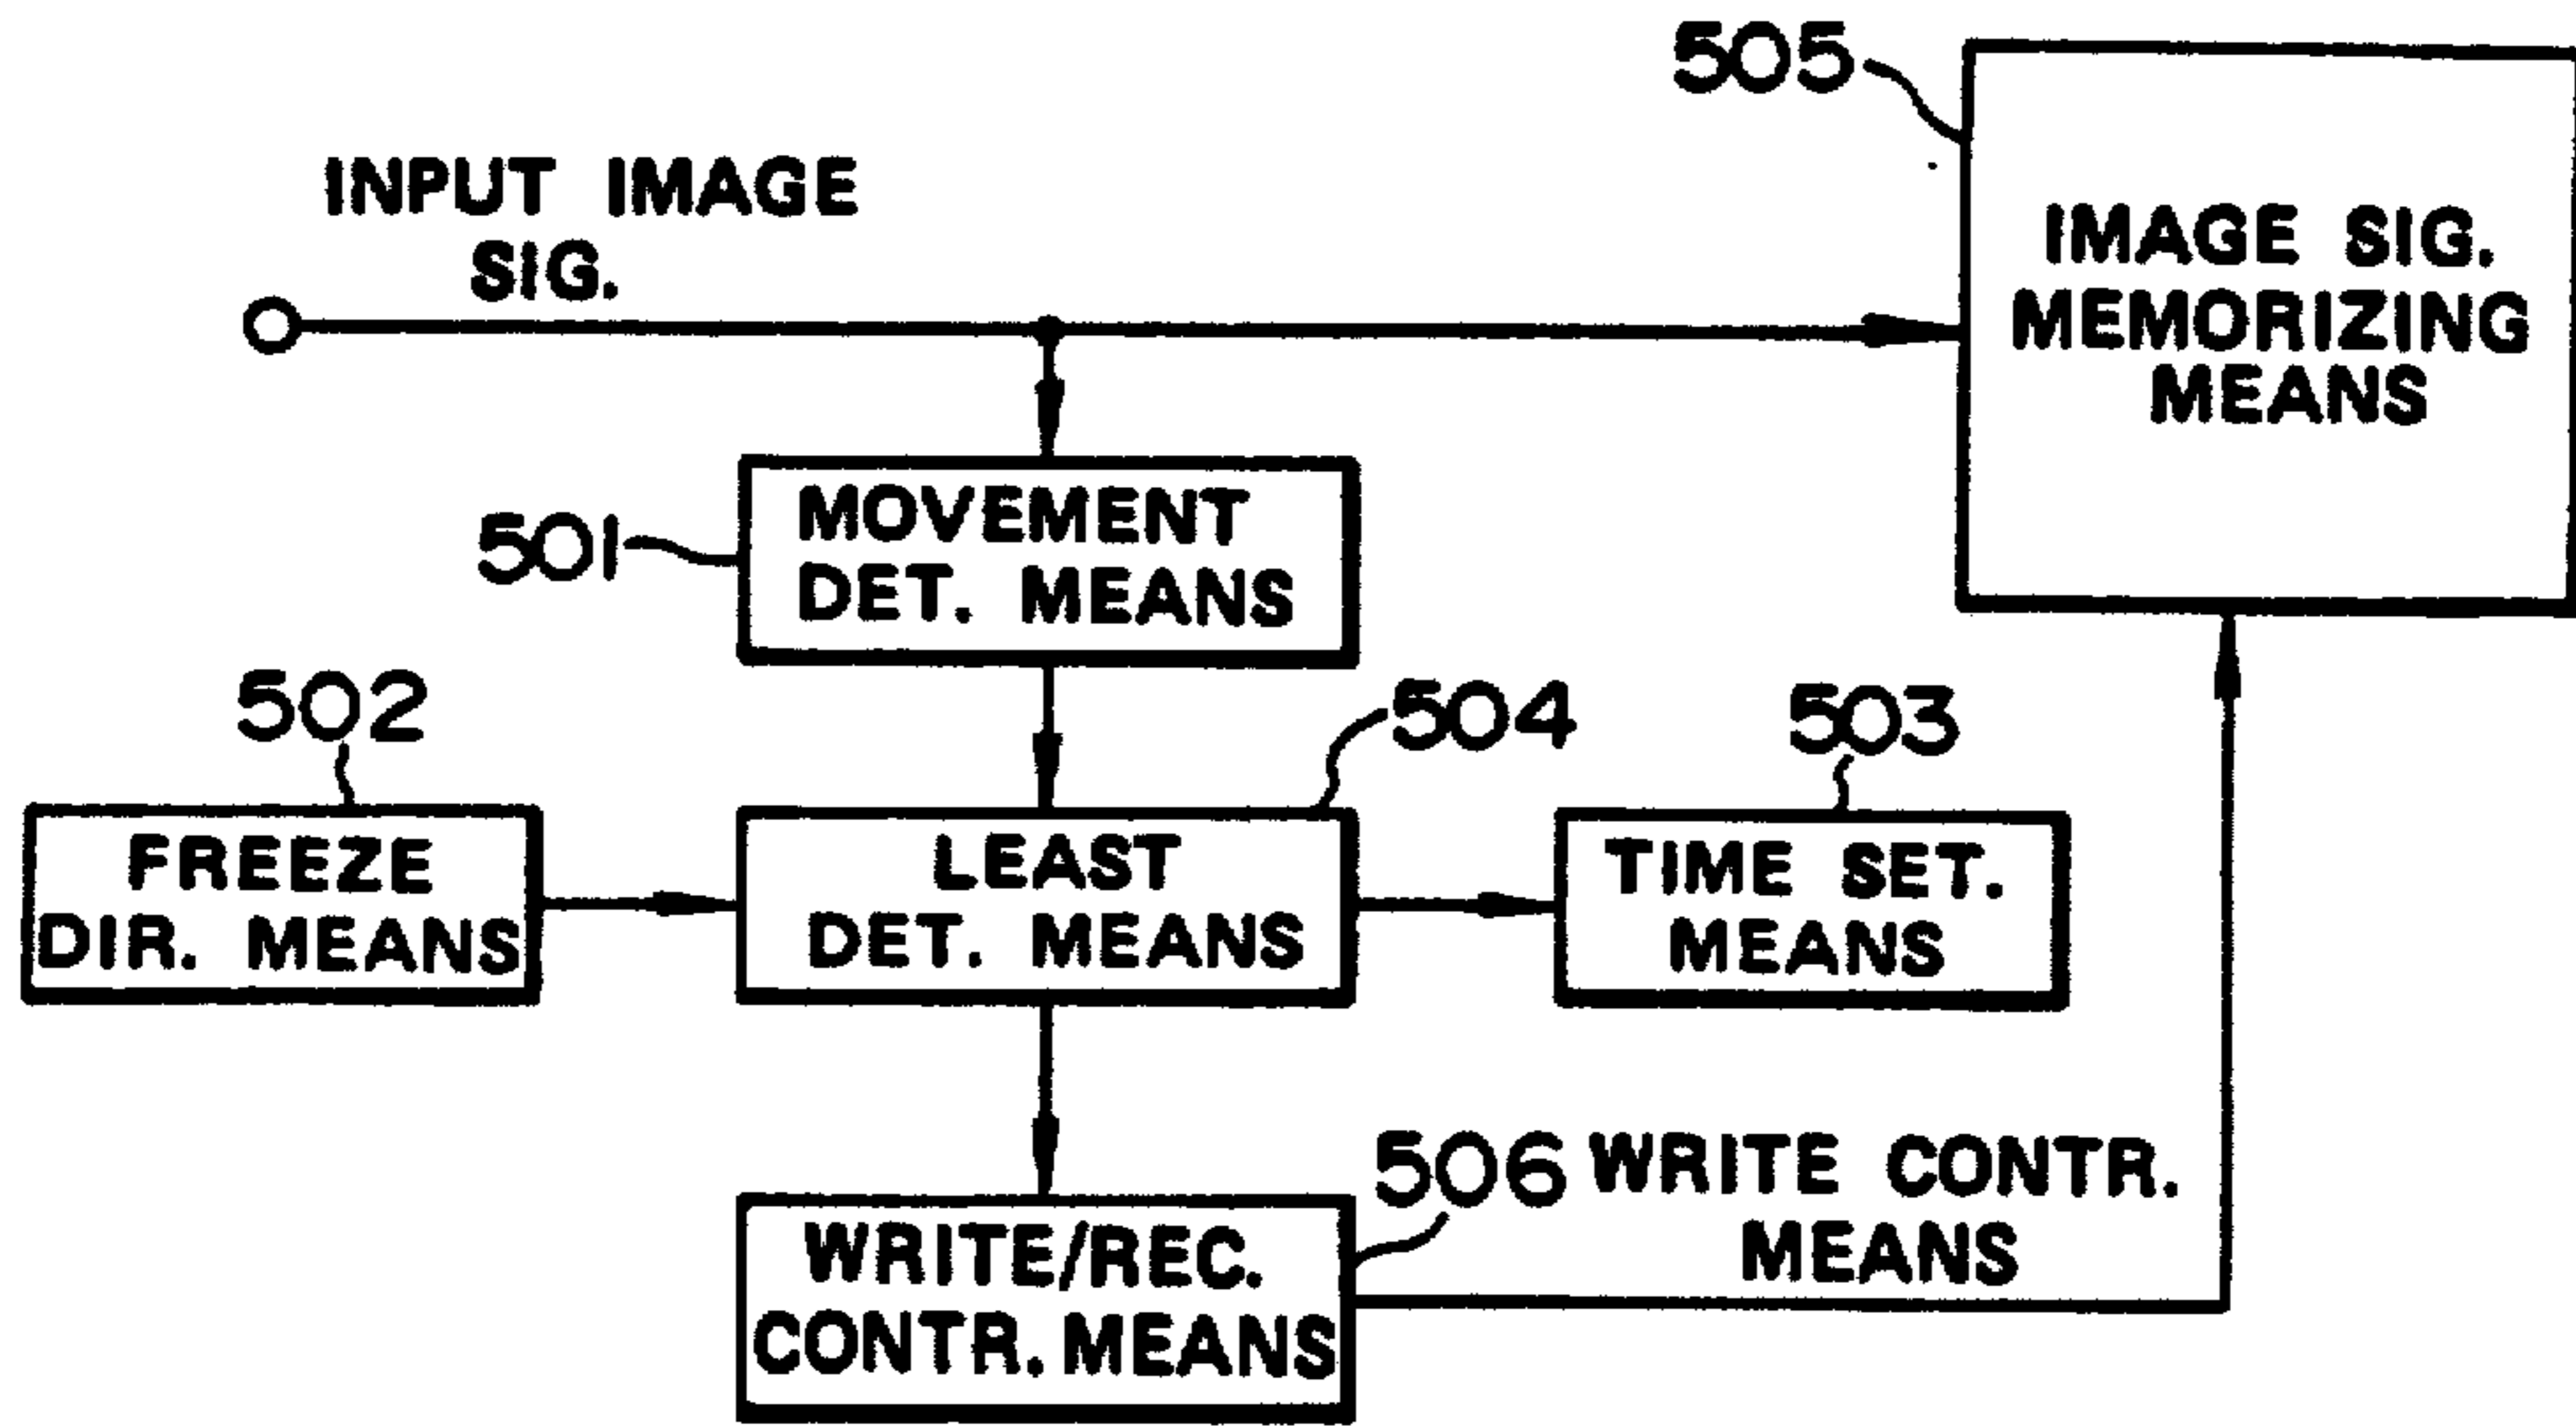 505
INPUT IMAGE
SIG.
IMAGE SIG.
MEMORIZING
MEANS
501
MOVEMENT
DET. MEANS
502
504
503
FREEZE
DIR. MEANS
LEAST
DET. MEANS
TIME SET.
MEANS
506
WRITE CONTR.
MEANS
WRITE/REC.
CONTR. MEANS